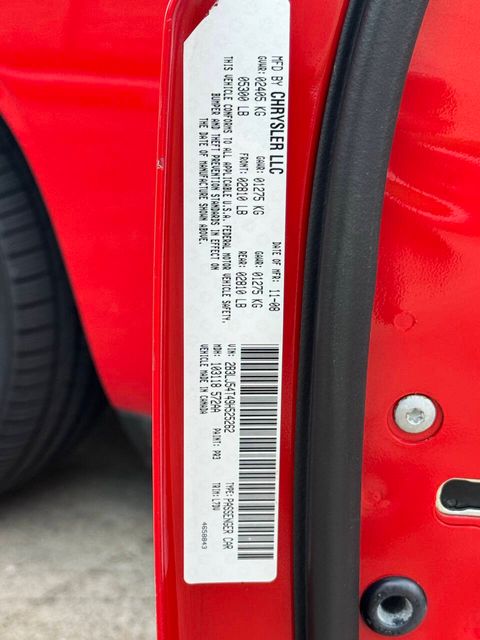 MFD BY CHRYSLER LLC
DATE OF MFR: 11-08
GVWR: 02405 KG
GAWR: 01275 KG
GAWR: 01275 KG
05300 LB
FRONT: 02810 LB
REAR: 02810 LB
THIS VEHICLE CONFORMS TO ALL APPLICABLE U.S.A. FEDERAL MOTOR VEHICLE SAFETY,
BUMPER AND THEFT PREVENTION STANDARDS IN EFFECT ON
THE DATE OF MANUFACTURE SHOWN ABOVE.
VIN: 2B3LJ54T49H525262
TYPE: PASSENGER CAR
MDH: 103118 572AA
PAINT: PR3
TRIM: L7DV
VEHICLE MADE IN CANADA
4658843